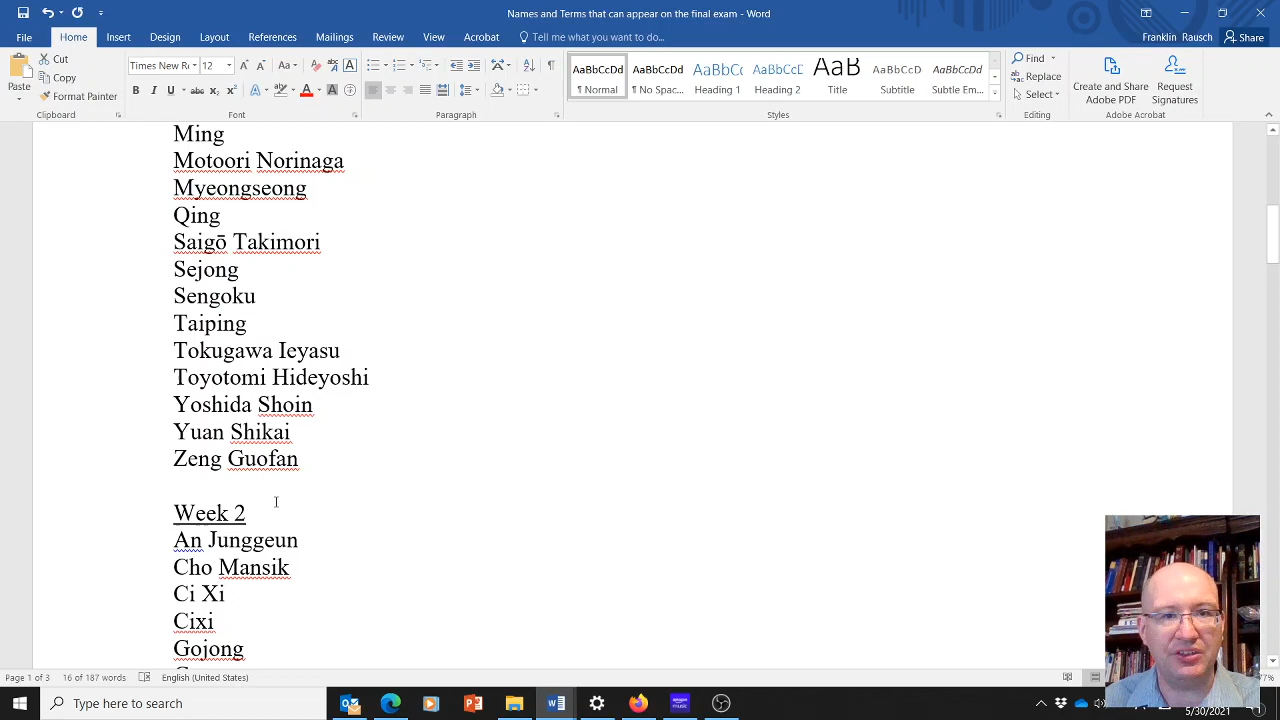 Names and Terms that can appear on the final exam - Word
File Home Insert Design Layout References Mailings Review View Acrobat Tell me what you want to do... Franklin Rausch Share
Paste Cut Copy Format Painter
Times New Ro 12 Aa
B I U abc x₂ x² A
AaBbCcDd AaBbCcDd AaBbCc AaBbCcD AaB AaBbCcD AaBbCcDd
¶ Normal ¶ No Spac... Heading 1 Heading 2 Title Subtitle Subtle Em...
Find Replace Select
Create and Share Adobe PDF Request Signatures
Clipboard Font Paragraph Styles Editing Adobe Acrobat
Ming
Motoori Norinaga
Myeongseong
Qing
Saigō Takimori
Sejong
Sengoku
Taiping
Tokugawa Ieyasu
Toyotomi Hideyoshi
Yoshida Shoin
Yuan Shikai
Zeng Guofan
Week 2
An Junggeun
Cho Mansik
Ci Xi
Cixi
Gojong
Page 1 of 3 16 of 187 words English (United States) 77%
Type here to search 5/30/2021